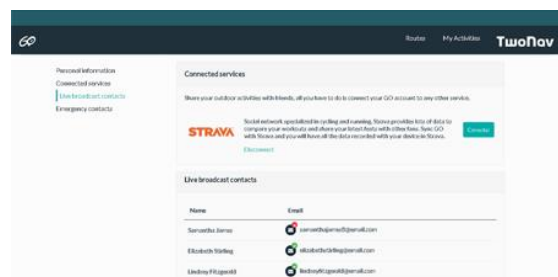 GO
Routes
My Activities
TwoNav
Personal information
Connected services
Live broadcast contacts
Emergency contacts
Connected services
Share your outdoor activities with friends, all you have to do is connect your GO account to any other service.
STRAVA
Social network specialized in cycling and running, Strava provides lots of data to
compare your workouts and share your latest feats with other fans. Sync GO
with Strava and you will have all the data recorded with your device in Strava.
Disconnect
Live broadcast contacts
Name
Email
Samantha James
Elizabeth Stirling
Lindsey Fitzgerald